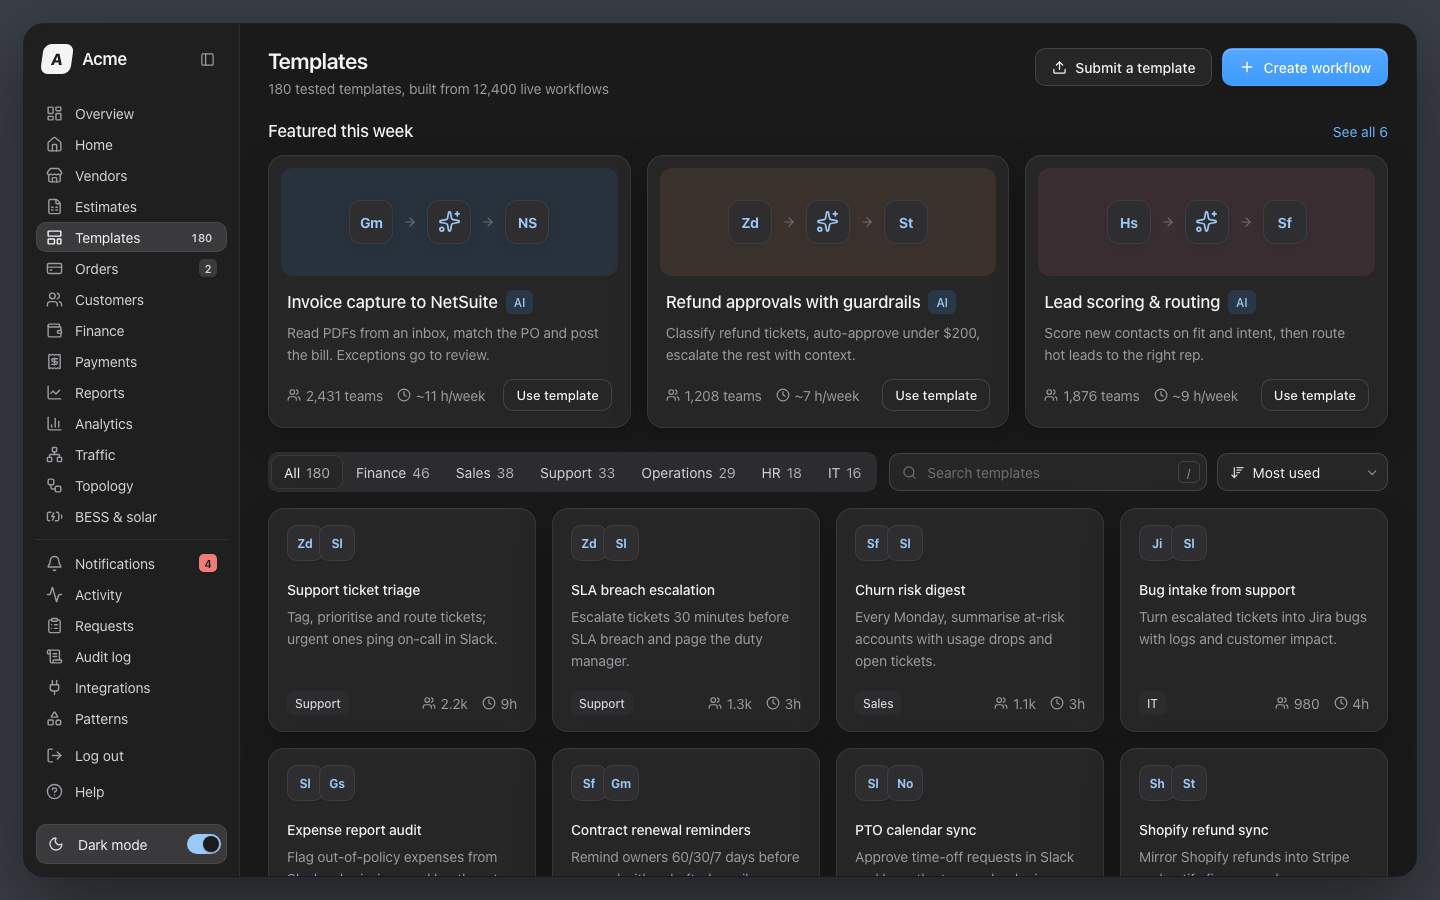 A Acme
Overview
Home
Vendors
Estimates
Templates 180
Orders 2
Customers
Finance
Payments
Reports
Analytics
Traffic
Topology
BESS & solar
Notifications 4
Activity
Requests
Audit log
Integrations
Patterns
Log out
Help
Dark mode
Templates
180 tested templates, built from 12,400 live workflows
Submit a template
Create workflow
Featured this week
See all 6
Gm NS
Invoice capture to NetSuite AI
Read PDFs from an inbox, match the PO and post
the bill. Exceptions go to review.
2,431 teams ~11 h/week Use template
Zd St
Refund approvals with guardrails AI
Classify refund tickets, auto-approve under $200,
escalate the rest with context.
1,208 teams ~7 h/week Use template
Hs Sf
Lead scoring & routing AI
Score new contacts on fit and intent, then route
hot leads to the right rep.
1,876 teams ~9 h/week Use template
All 180 Finance 46 Sales 38 Support 33 Operations 29 HR 18 IT 16
Search templates /
Most used
Zd Sl
Support ticket triage
Tag, prioritise and route tickets;
urgent ones ping on-call in Slack.
Support 2.2k 9h
Zd Sl
SLA breach escalation
Escalate tickets 30 minutes before
SLA breach and page the duty
manager.
Support 1.3k 3h
Sf Sl
Churn risk digest
Every Monday, summarise at-risk
accounts with usage drops and
open tickets.
Sales 1.1k 3h
Ji Sl
Bug intake from support
Turn escalated tickets into Jira bugs
with logs and customer impact.
IT 980 4h
Sl Gs
Expense report audit
Flag out-of-policy expenses from
Sf Gm
Contract renewal reminders
Remind owners 60/30/7 days before
Sl No
PTO calendar sync
Approve time-off requests in Slack
Sh St
Shopify refund sync
Mirror Shopify refunds into Stripe